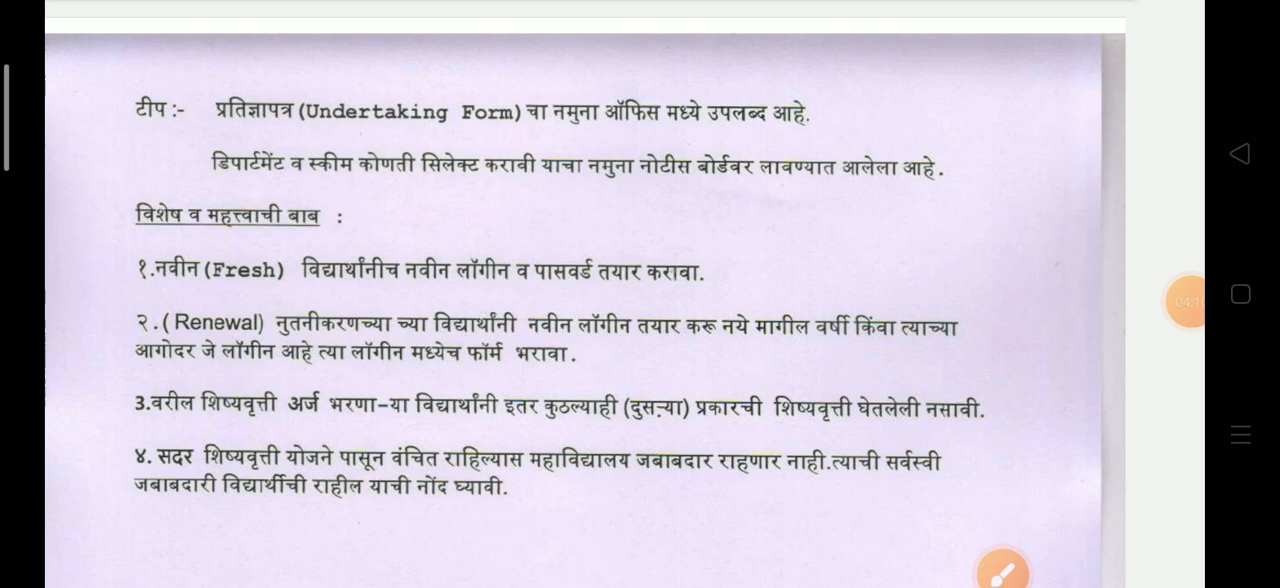 टीप :- प्रतिज्ञापत्र (Undertaking Form) चा नमुना ऑफिस मध्ये उपलब्द आहे.
डिपार्टमेंट व स्कीम कोणती सिलेक्ट करावी याचा नमुना नोटीस बोर्डवर लावण्यात आलेला आहे.
विशेष व महत्त्वाची बाब :
१.नवीन (Fresh) विद्यार्थांनीच नवीन लॉगीन व पासवर्ड तयार करावा.
२.(Renewal) नुतनीकरणच्या च्या विद्यार्थांनी नवीन लॉगीन तयार करू नये मागील वर्षी किंवा त्याच्या
आगोदर जे लॉगीन आहे त्या लॉगीन मध्येच फॉर्म भरावा.
3.वरील शिष्यवृत्ती अर्ज भरणा-या विद्यार्थांनी इतर कुठल्याही (दुसऱ्या) प्रकारची शिष्यवृत्ती घेतलेली नसावी.
४. सदर शिष्यवृत्ती योजने पासून वंचित राहिल्यास महाविद्यालय जबाबदार राहणार नाही.त्याची सर्वस्वी
जबाबदारी विद्यार्थीची राहील याची नोंद घ्यावी.